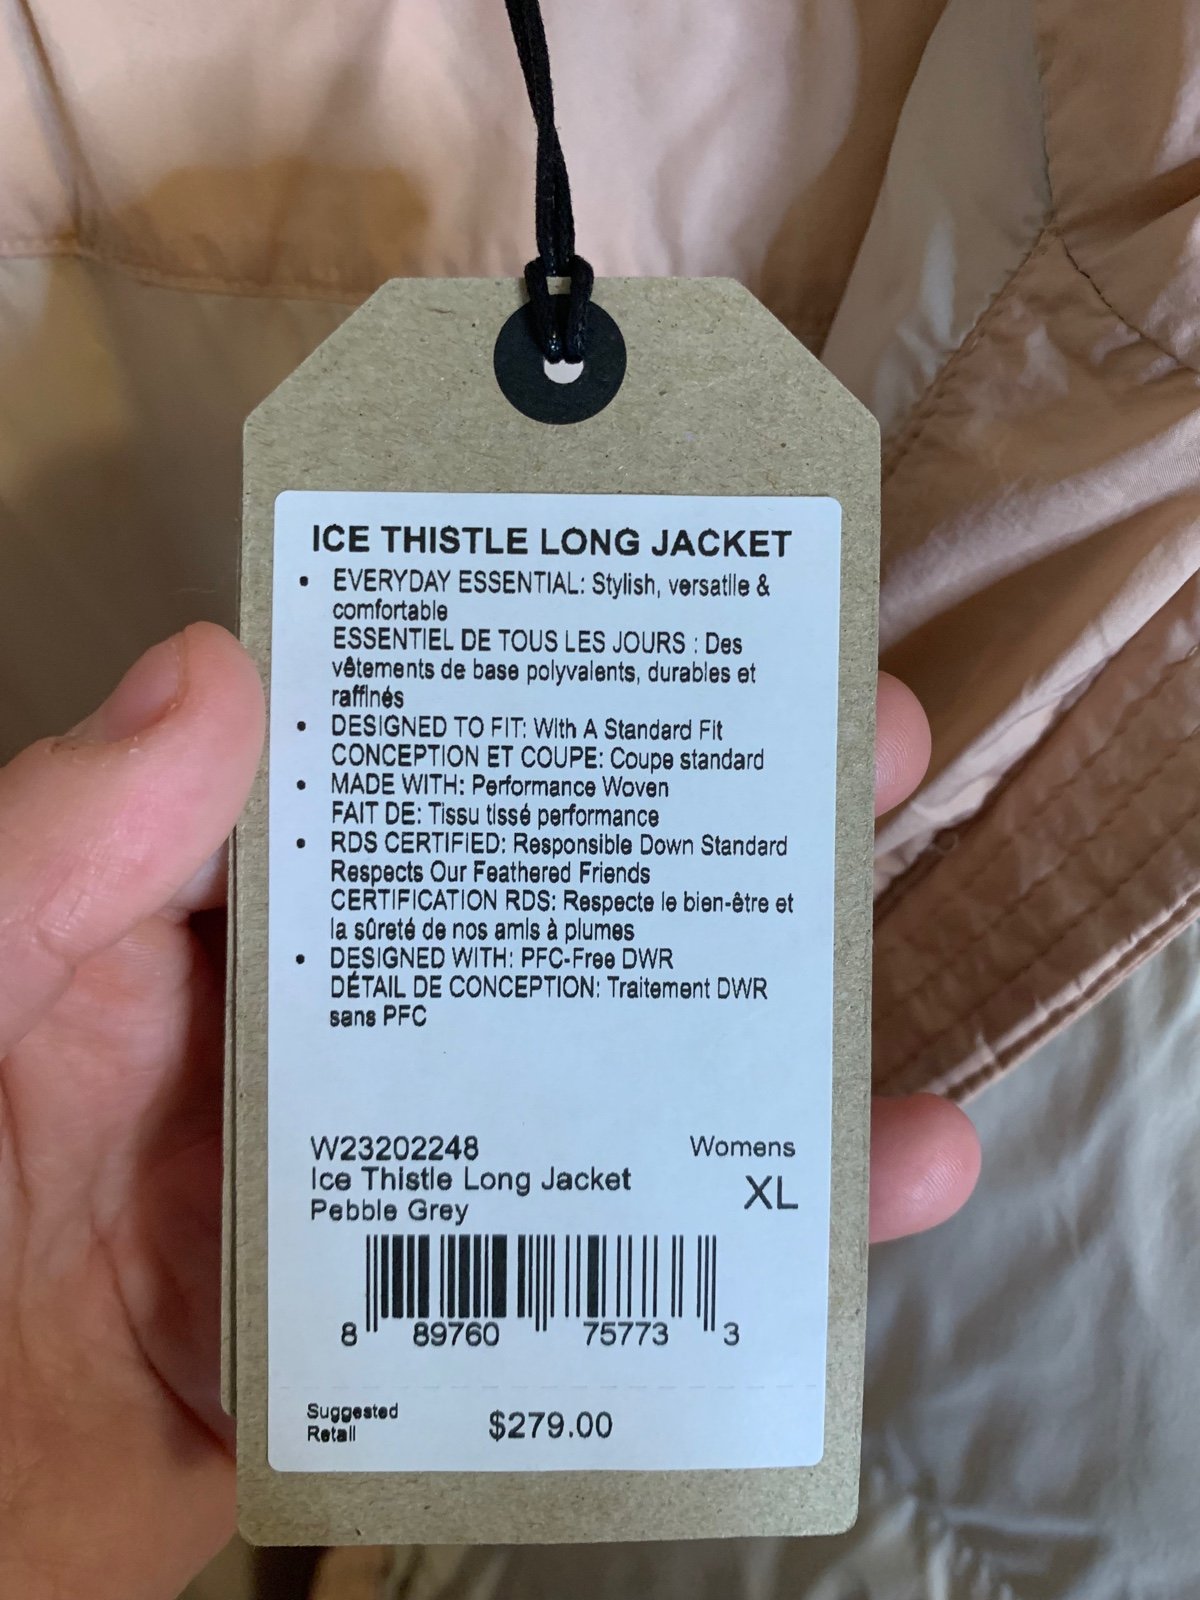 ICE THISTLE LONG JACKET
• EVERYDAY ESSENTIAL: Stylish, versatile &
comfortable
ESSENTIEL DE TOUS LES JOURS : Des
vêtements de base polyvalents, durables et
raffinés
• DESIGNED TO FIT: With A Standard Fit
CONCEPTION ET COUPE: Coupe standard
• MADE WITH: Performance Woven
FAIT DE: Tissu tissé performance
• RDS CERTIFIED: Responsible Down Standard
Respects Our Feathered Friends
CERTIFICATION RDS: Respecte le bien-être et
la sûreté de nos amis à plumes
• DESIGNED WITH: PFC-Free DWR
DÉTAIL DE CONCEPTION: Traitement DWR
sans PFC
W23202248 Womens
Ice Thistle Long Jacket
XL
Pebble Grey
8 89760 75773 3
Suggested
Retail
$279.00